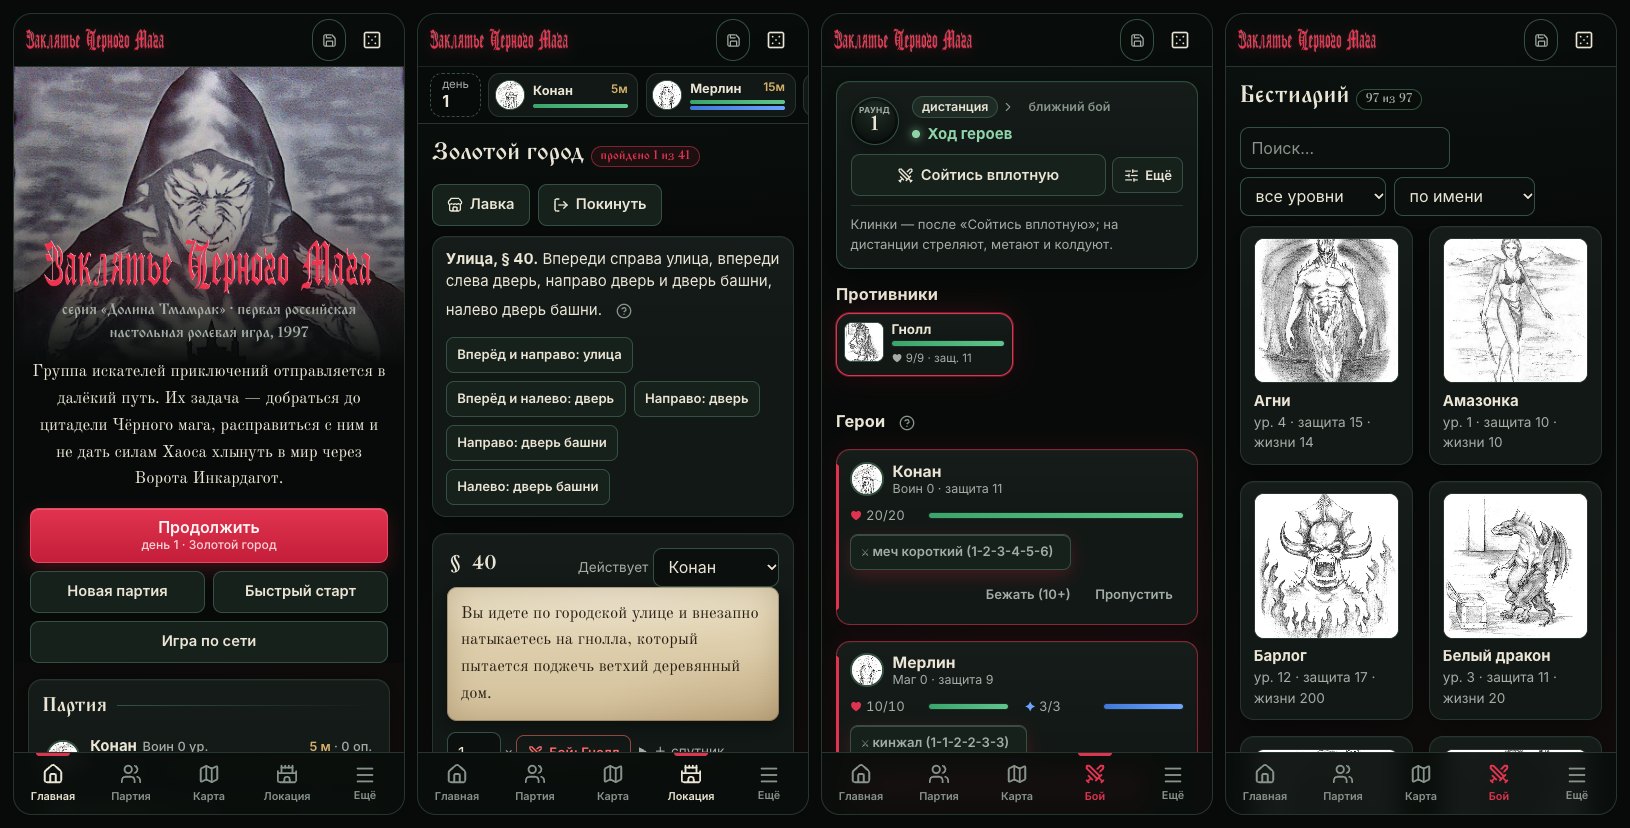 Заклятье Черного Мага
Заклятье Черного Мага
серия «Долина Тмамрак» · первая российская
настольная ролевая игра, 1997
Группа искателей приключений отправляется в
далёкий путь. Их задача — добраться до
цитадели Чёрного мага, расправиться с ним и
не дать силам Хаоса хлынуть в мир через
Ворота Инкардагот.
Продолжить
день 1 · Золотой город
Новая партия
Быстрый старт
Игра по сети
Партия
Конан Воин 0 ур.
5 м · 0 оп.
Главная
Партия
Карта
Локация
Ещё
Заклятье Черного Мага
день
1
Конан
5м
Мерлин
15м
Золотой город
пройдено 1 из 41
Лавка
Покинуть
Улица, § 40. Впереди справа улица, впереди
слева дверь, направо дверь и дверь башни,
налево дверь башни.
Вперёд и направо: улица
Вперёд и налево: дверь
Направо: дверь
Направо: дверь башни
Налево: дверь башни
§ 40
Действует
Конан
Вы идете по городской улице и внезапно
натыкаетесь на гнолла, который
пытается поджечь ветхий деревянный
дом.
Бой: Гнолл
+ спутник
Главная
Партия
Карта
Локация
Ещё
Заклятье Черного Мага
РАУНД
1
дистанция
ближний бой
Ход героев
Сойтись вплотную
Ещё
Клинки — после «Сойтись вплотную»; на
дистанции стреляют, метают и колдуют.
Противники
Гнолл
9/9 · защ. 11
Герои
Конан
Воин 0 · защита 11
20/20
меч короткий (1-2-3-4-5-6)
Бежать (10+)
Пропустить
Мерлин
Маг 0 · защита 9
10/10
3/3
кинжал (1-1-2-2-3-3)
Главная
Партия
Карта
Бой
Ещё
Заклятье Черного Мага
Бестиарий
97 из 97
Поиск...
все уровни
по имени
Агни
ур. 4 · защита 15 ·
жизни 14
Амазонка
ур. 1 · защита 10 ·
жизни 10
Барлог
ур. 12 · защита 17 ·
жизни 200
Белый дракон
ур. 3 · защита 11 ·
жизни 20
Главная
Партия
Карта
Бой
Ещё